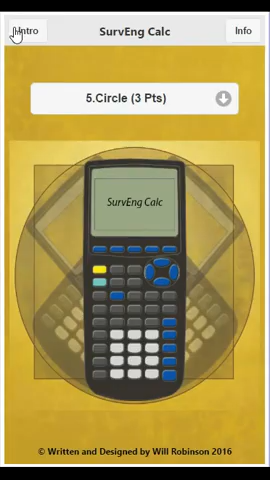 Intro
SurvEng Calc
Info
5.Circle (3 Pts)
SurvEng Calc
© Written and Designed by Will Robinson 2016